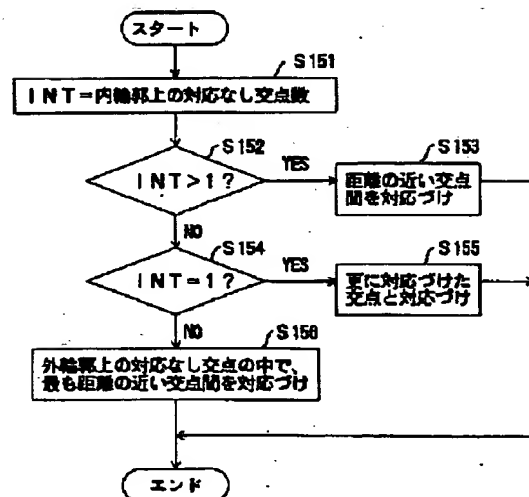 スタート
S151
INT=内輪郭上の対応なし交点数
S152
INT>1?
YES
S153
距離の近い交点
間を対応づけ
NO
S154
INT=1?
YES
S155
更に対応づけた
交点と対応づけ
NO
S156
外輪郭上の対応なし交点の中で、
最も距離の近い交点間を対応づけ
エンド